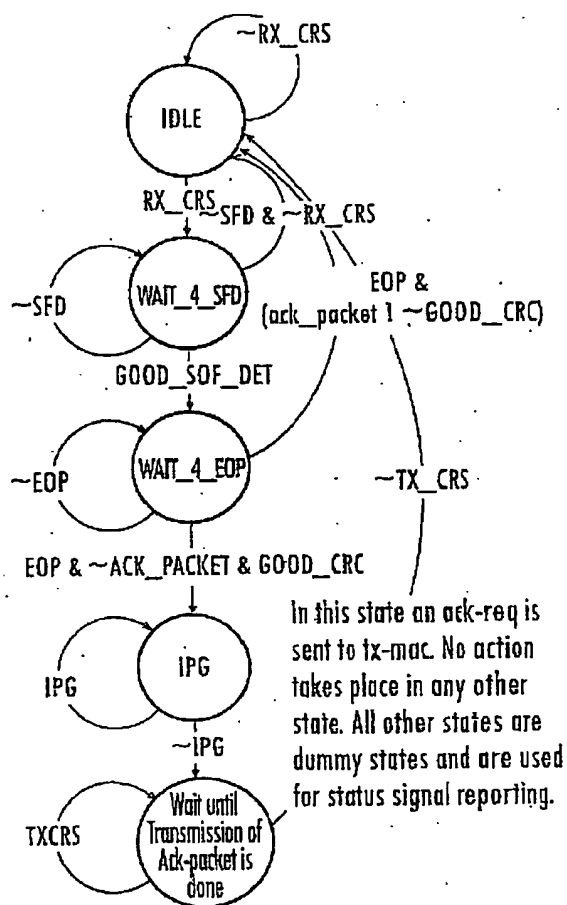 ~RX_CRS
IDLE
RX_CRS
~SFD & ~RX_CRS
WAIT_4_SFD
~SFD
EOP &
(ack_packet 1 ~GOOD_CRC)
GOOD_SOF_DET
WAIT_4_EOP
~EOP
~TX_CRS
EOP & ~ACK_PACKET & GOOD_CRC
In this state an ack-req is
sent to tx-mac. No action
takes place in any other
state. All other states are
dummy states and are used
for status signal reporting.
IPG
IPG
~IPG
TXCRS
Wait until
Transmission of
Ack-packet is
done